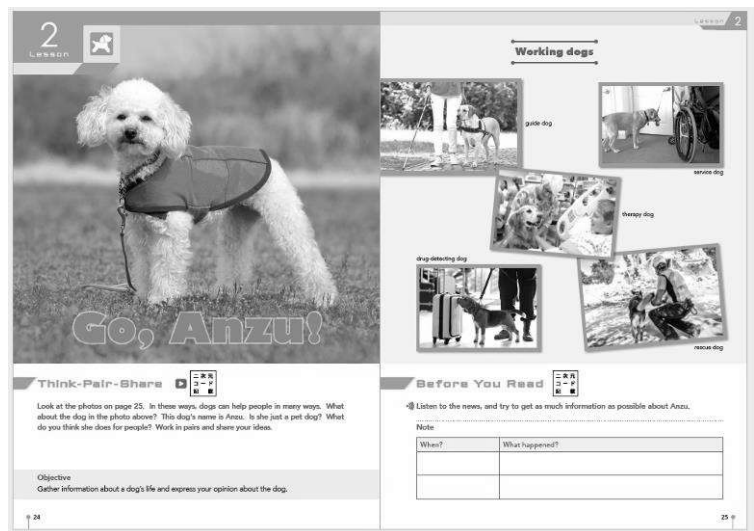 2
Lesson
Go, Anzu!
Think-Pair-Share
二次元
コード
記載
Look at the photos on page 25. In these ways, dogs can help people in many ways. What
about the dog in the photo above? This dog's name is Anzu. Is she just a pet dog? What
do you think she does for people? Work in pairs and share your ideas.
Objective
Gather information about a dog's life and express your opinion about the dog.
24
Lesson 2
Working dogs
guide dog
service dog
therapy dog
drug-detecting dog
rescue dog
Before You Read
二次元
コード
記載
Listen to the news, and try to get as much information as possible about Anzu.
Note
When? What happened?
25